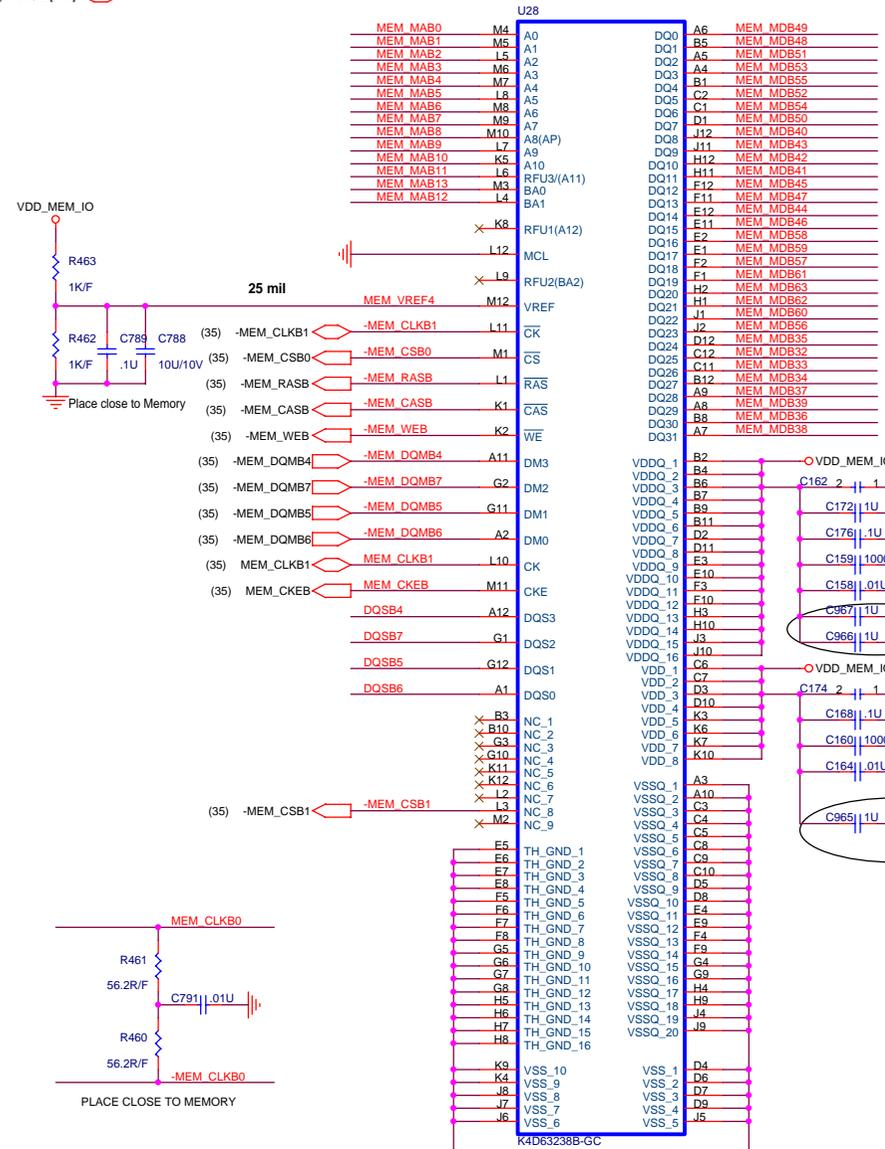 U28
MEM_MAB0 M4 A0 DQ0 A6 MEM_MDB49
MEM_MAB1 M5 A1 DQ1 B5 MEM_MDB48
MEM_MAB2 L5 A2 DQ2 A5 MEM_MDB51
MEM_MAB3 M6 A3 DQ3 A4 MEM_MDB53
MEM_MAB4 M7 A4 DQ4 B1 MEM_MDB55
MEM_MAB5 L8 A5 DQ5 C2 MEM_MDB52
MEM_MAB6 M8 A6 DQ6 C1 MEM_MDB54
MEM_MAB7 M9 A7 DQ7 D1 MEM_MDB50
MEM_MAB8 M10 A8(AP) DQ8 J12 MEM_MDB40
MEM_MAB9 L7 A9 DQ9 J11 MEM_MDB43
MEM_MAB10 K5 A10 DQ10 H12 MEM_MDB42
MEM_MAB11 L6 RFU3/(A11) DQ11 H11 MEM_MDB41
MEM_MAB13 M3 BA0 DQ12 F12 MEM_MDB45
MEM_MAB12 L4 BA1 DQ13 F11 MEM_MDB47
DQ14 E12 MEM_MDB44
K8 RFU1(A12) DQ15 E11 MEM_MDB46
DQ16 E2 MEM_MDB58
L12 MCL DQ17 E1 MEM_MDB59
DQ18 F2 MEM_MDB57
L9 RFU2(BA2) DQ19 F1 MEM_MDB61
DQ20 H2 MEM_MDB63
MEM_VREF4 M12 VREF DQ21 H1 MEM_MDB62
DQ22 J1 MEM_MDB60
(35) -MEM_CLKB1 -MEM_CLKB1 L11 CK DQ23 J2 MEM_MDB56
DQ24 D12 MEM_MDB35
(35) -MEM_CSB0 -MEM_CSB0 M1 CS DQ25 C12 MEM_MDB32
DQ26 C11 MEM_MDB33
(35) -MEM_RASB -MEM_RASB L1 RAS DQ27 B12 MEM_MDB34
DQ28 A9 MEM_MDB37
(35) -MEM_CASB -MEM_CASB K1 CAS DQ29 A8 MEM_MDB39
DQ30 B8 MEM_MDB36
(35) -MEM_WEB -MEM_WEB K2 WE DQ31 A7 MEM_MDB38
VDD_MEM_IO
R463
1K/F
25 mil
R462
1K/F
C789
.1U
C788
10U/10V
Place close to Memory
(35) -MEM_DQMB4 -MEM_DQMB4 A11 DM3
(35) -MEM_DQMB7 -MEM_DQMB7 G2 DM2
(35) -MEM_DQMB5 -MEM_DQMB5 G11 DM1
(35) -MEM_DQMB6 -MEM_DQMB6 A2 DM0
(35) MEM_CLKB1 MEM_CLKB1 L10 CK
(35) MEM_CKEB MEM_CKEB M11 CKE
DQSB4 A12 DQS3
DQSB7 G1 DQS2
DQSB5 G12 DQS1
DQSB6 A1 DQS0
VDDQ_1 B2
VDDQ_2 B4
VDDQ_3 B6
VDDQ_4 B7
VDDQ_5 B9
VDDQ_6 B11
VDDQ_7 D2
VDDQ_8 D11
VDDQ_9 E3
VDDQ_10 E10
VDDQ_11 F3
VDDQ_12 F10
VDDQ_13 H3
VDDQ_14 H10
VDDQ_15 J3
VDDQ_16 J10
VDD_1 C6
VDD_2 C7
VDD_3 D3
VDD_4 D10
VDD_5 K3
VDD_6 K6
VDD_7 K7
VDD_8 K10
VDD_MEM_IO
C162 2 1
C172 1U
C176 .1U
C159 1000
C158 .01U
C967 1U
C966 1U
VDD_MEM_IO
C174 2 1
C168 .1U
C160 1000
C164 .01U
C965 1U
B3 NC_1
B10 NC_2
G3 NC_3
G10 NC_4
K11 NC_5
K12 NC_6
L2 NC_7
(35) -MEM_CSB1 -MEM_CSB1 L3 NC_8
M2 NC_9
VSSQ_1 A3
VSSQ_2 A10
VSSQ_3 C3
VSSQ_4 C4
VSSQ_5 C5
E5 TH_GND_1 VSSQ_6 C8
E6 TH_GND_2 VSSQ_7 C9
E7 TH_GND_3 VSSQ_8 C10
E8 TH_GND_4 VSSQ_9 D5
F5 TH_GND_5 VSSQ_10 D8
F6 TH_GND_6 VSSQ_11 E4
F7 TH_GND_7 VSSQ_12 E9
F8 TH_GND_8 VSSQ_13 F4
G5 TH_GND_9 VSSQ_14 F9
G6 TH_GND_10 VSSQ_15 G4
G7 TH_GND_11 VSSQ_16 G9
G8 TH_GND_12 VSSQ_17 H4
H5 TH_GND_13 VSSQ_18 H9
H6 TH_GND_14 VSSQ_19 J4
H7 TH_GND_15 VSSQ_20 J9
H8 TH_GND_16
K9 VSS_10 VSS_1 D4
K4 VSS_9 VSS_2 D6
J8 VSS_8 VSS_3 D7
J7 VSS_7 VSS_4 D9
J6 VSS_6 VSS_5 J5
K4D63238B-GC
MEM_CLKB0
R461
56.2R/F
C791 .01U
R460
56.2R/F
-MEM_CLKB0
PLACE CLOSE TO MEMORY